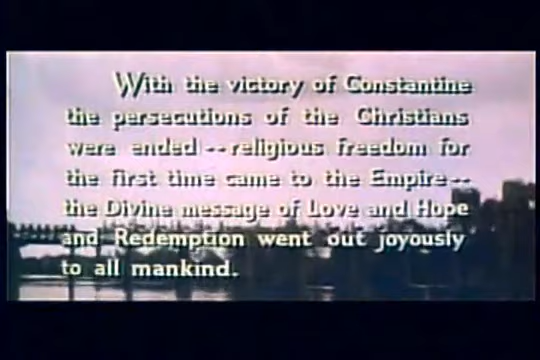 With the victory of Constantine
the persecutions of the Christians
were ended -- religious freedom for
the first time came to the Empire --
the Divine message of Love and Hope
and Redemption went out joyously
to all mankind.